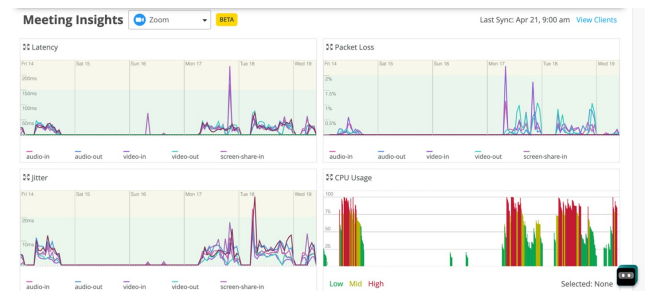 Meeting Insights Zoom BETA Last Sync: Apr 21, 9:00 am View Clients
Latency
Fri 14 Sat 15 Sun 16 Mon 17 Tue 18 Wed 19
200ms
150ms
100ms
50ms
audio-in audio-out video-in video-out screen-share-in
Packet Loss
Fri 14 Sat 15 Sun 16 Mon 17 Tue 18 Wed 19
2%
1.5%
1%
0.5%
audio-in audio-out video-in video-out screen-share-in
Jitter
Fri 14 Sat 15 Sun 16 Mon 17 Tue 18 Wed 19
20ms
10ms
audio-in audio-out video-in video-out screen-share-in
CPU Usage
100
75
50
25
Low Mid High Selected: None